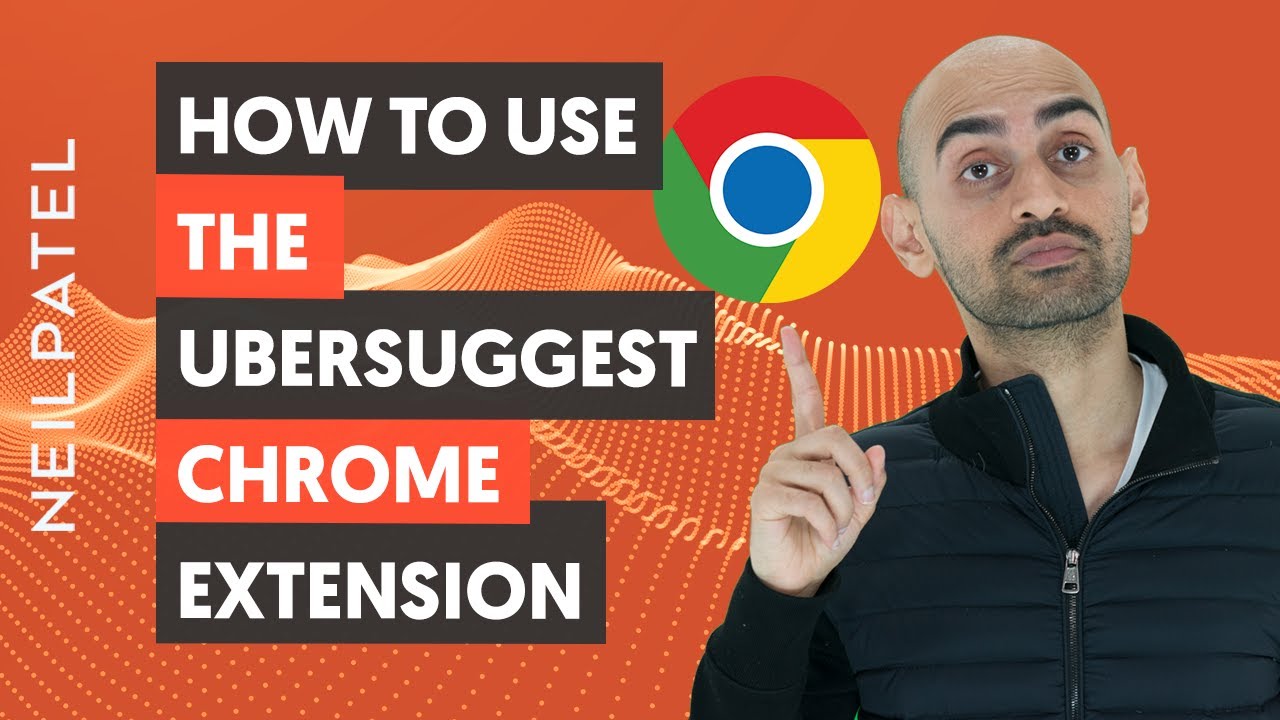 NEILPATEL
HOW TO USE
THE
UBERSUGGEST
CHROME
EXTENSION